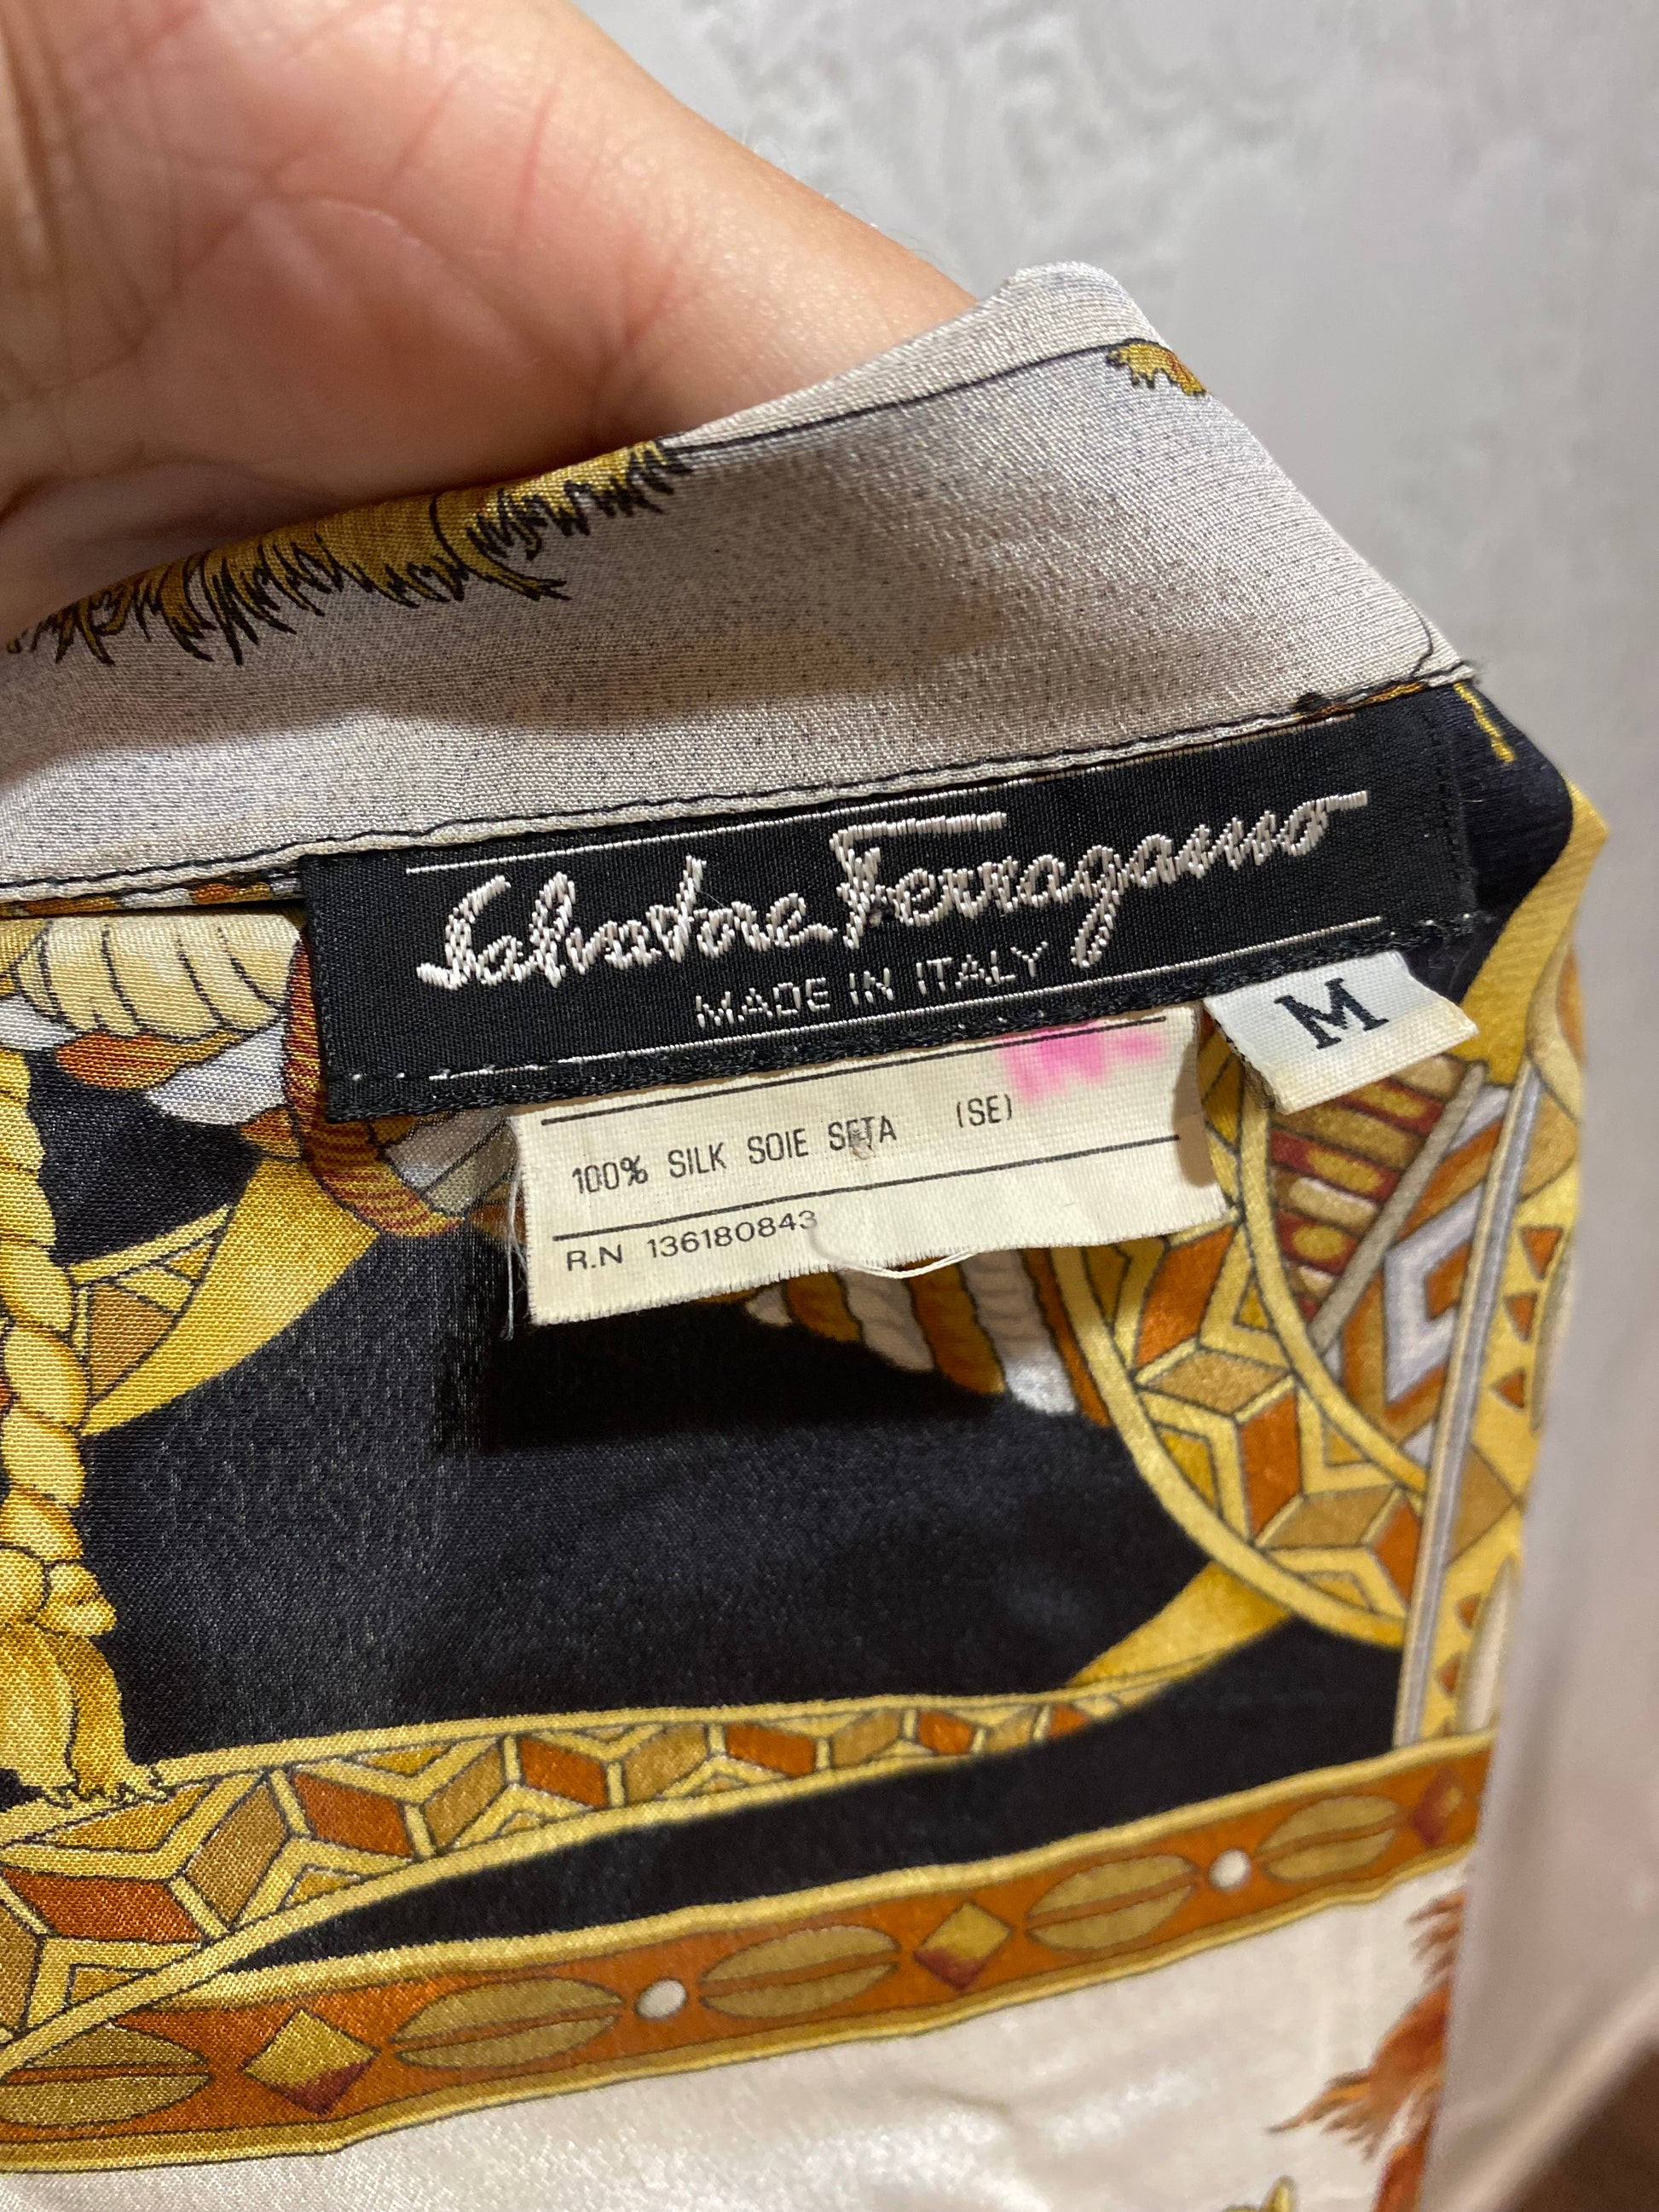 Salvatore Ferragamo
MADE IN ITALY
M
100% SILK SOIE SETA (SE)
R.N 136180843